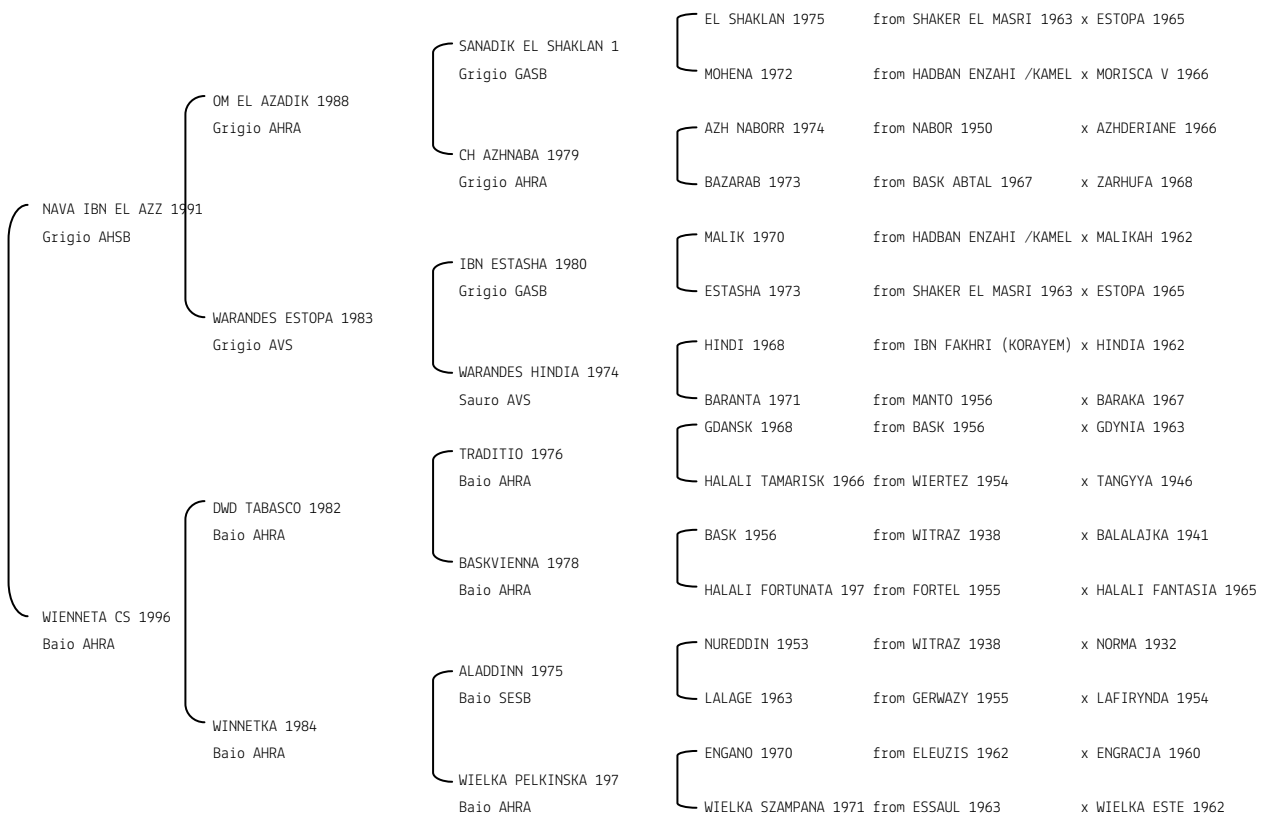 EL SHAKLAN 1975 from SHAKER EL MASRI 1963 x ESTOPA 1965
SANADIK EL SHAKLAN 1
Grigio GASB MOHENA 1972 from HADBAN ENZAHI /KAMEL x MORISCA V 1966
OM EL AZADIK 1988
Grigio AHRA AZH NABORR 1974 from NABOR 1950 x AZHDERIANE 1966
CH AZHNABA 1979
Grigio AHRA BAZARAB 1973 from BASK ABTAL 1967 x ZARHUFA 1968
NAVA IBN EL AZZ 1991
Grigio AHSB MALIK 1970 from HADBAN ENZAHI /KAMEL x MALIKAH 1962
IBN ESTASHA 1980
Grigio GASB ESTASHA 1973 from SHAKER EL MASRI 1963 x ESTOPA 1965
WARANDES ESTOPA 1983
Grigio AVS HINDI 1968 from IBN FAKHRI (KORAYEM) x HINDIA 1962
WARANDES HINDIA 1974
Sauro AVS BARANTA 1971 from MANTO 1956 x BARAKA 1967
GDANSK 1968 from BASK 1956 x GDYNIA 1963
TRADITIO 1976
Baio AHRA HALALI TAMARISK 1966 from WIERTEZ 1954 x TANGYYA 1946
DWD TABASCO 1982
Baio AHRA BASK 1956 from WITRAZ 1938 x BALALAJKA 1941
BASKVIENNA 1978
Baio AHRA HALALI FORTUNATA 197 from FORTEL 1955 x HALALI FANTASIA 1965
WIENNETA CS 1996
Baio AHRA NUREDDIN 1953 from WITRAZ 1938 x NORMA 1932
ALADDINN 1975
Baio SESB LALAGE 1963 from GERWAZY 1955 x LAFIRYNDA 1954
WINNETKA 1984
Baio AHRA ENGANO 1970 from ELEUZIS 1962 x ENGRACJA 1960
WIELKA PELKINSKA 197
Baio AHRA WIELKA SZAMPANA 1971 from ESSAUL 1963 x WIELKA ESTE 1962